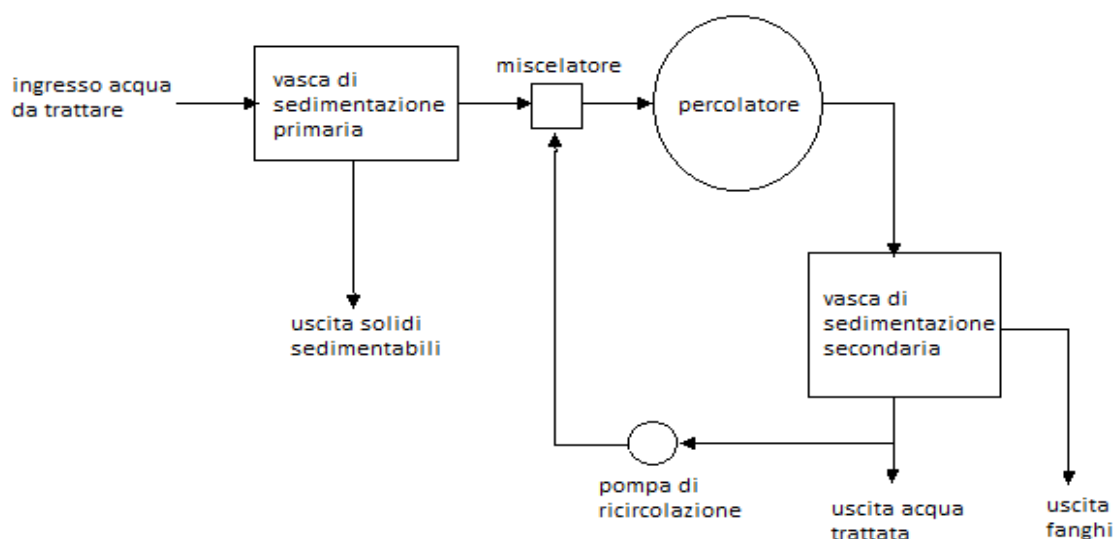 ingresso acqua
da trattare
vasca di
sedimentazione
primaria
miscelatore
percolatore
uscita solidi
sedimentabili
vasca di
sedimentazione
secondaria
pompa di
ricircolazione
uscita acqua
trattata
uscita
fanghi